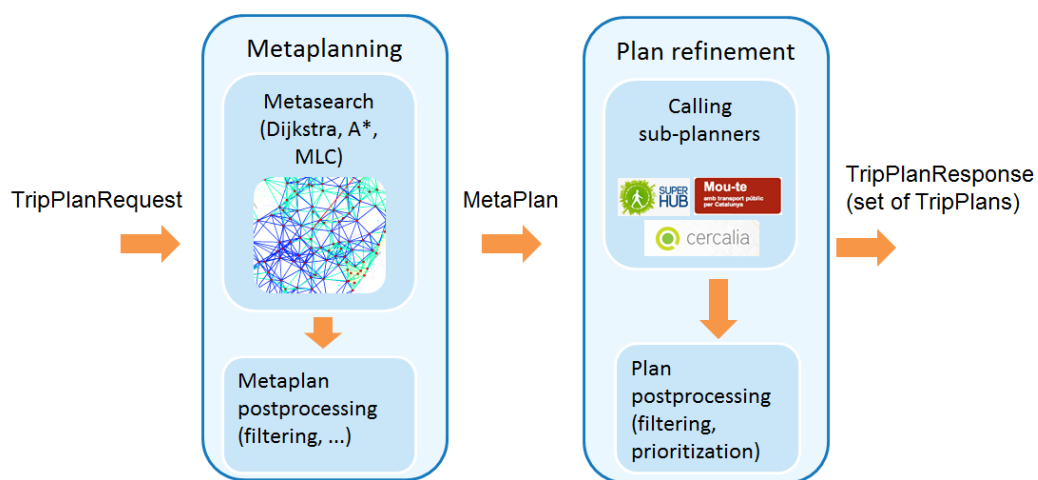 Metaplanning
Metasearch
(Dijkstra, A*,
MLC)
TripPlanRequest
Metaplan
postprocessing
(filtering, ...)
MetaPlan
Plan refinement
Calling
sub-planners
SUPER
HUB
Mou-te
amb transport públic
per Catalunya
cercalia
Plan
postprocessing
(filtering,
prioritization)
TripPlanResponse
(set of TripPlans)